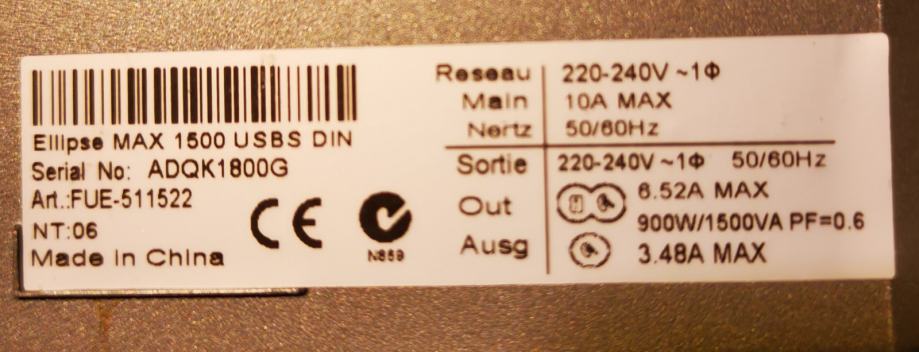 Ellipse MAX 1500 USBS DIN
Serial No: ADQK1800G
Art.:FUE-511522
NT:06
Made in China
CE
N859
Reseau 220-240V ~1Φ
Main 10A MAX
Nertz 50/60Hz
Sortie 220-240V ~1Φ 50/60Hz
Out 6.52A MAX
900W/1500VA PF=0.6
Ausg 3.48A MAX